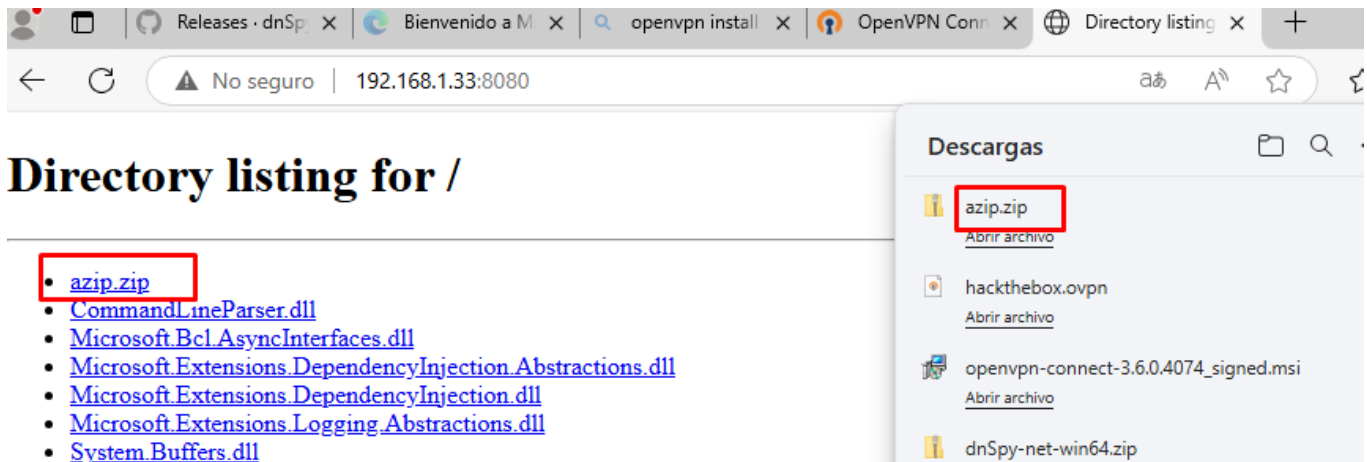 Releases · dnSp
Bienvenido a M
openvpn install
OpenVPN Conn
Directory listing
No seguro 192.168.1.33:8080
Directory listing for /
azip.zip
CommandLineParser.dll
Microsoft.Bcl.AsyncInterfaces.dll
Microsoft.Extensions.DependencyInjection.Abstractions.dll
Microsoft.Extensions.DependencyInjection.dll
Microsoft.Extensions.Logging.Abstractions.dll
System.Buffers.dll
Descargas
azip.zip
Abrir archivo
hackthebox.ovpn
Abrir archivo
openvpn-connect-3.6.0.4074_signed.msi
Abrir archivo
dnSpy-net-win64.zip